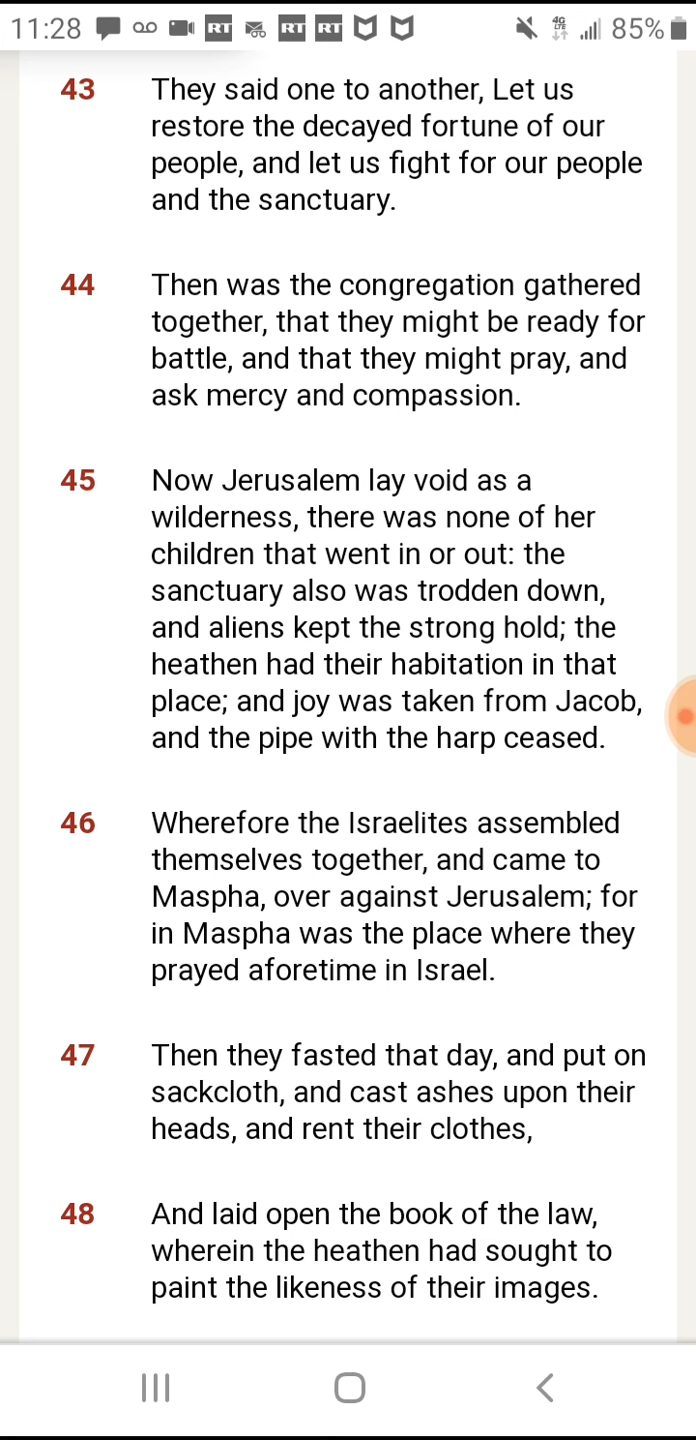 11:28 RT RT RT 4G LTE 85%
43 They said one to another, Let us
restore the decayed fortune of our
people, and let us fight for our people
and the sanctuary.
44 Then was the congregation gathered
together, that they might be ready for
battle, and that they might pray, and
ask mercy and compassion.
45 Now Jerusalem lay void as a
wilderness, there was none of her
children that went in or out: the
sanctuary also was trodden down,
and aliens kept the strong hold; the
heathen had their habitation in that
place; and joy was taken from Jacob,
and the pipe with the harp ceased.
46 Wherefore the Israelites assembled
themselves together, and came to
Maspha, over against Jerusalem; for
in Maspha was the place where they
prayed aforetime in Israel.
47 Then they fasted that day, and put on
sackcloth, and cast ashes upon their
heads, and rent their clothes,
48 And laid open the book of the law,
wherein the heathen had sought to
paint the likeness of their images.